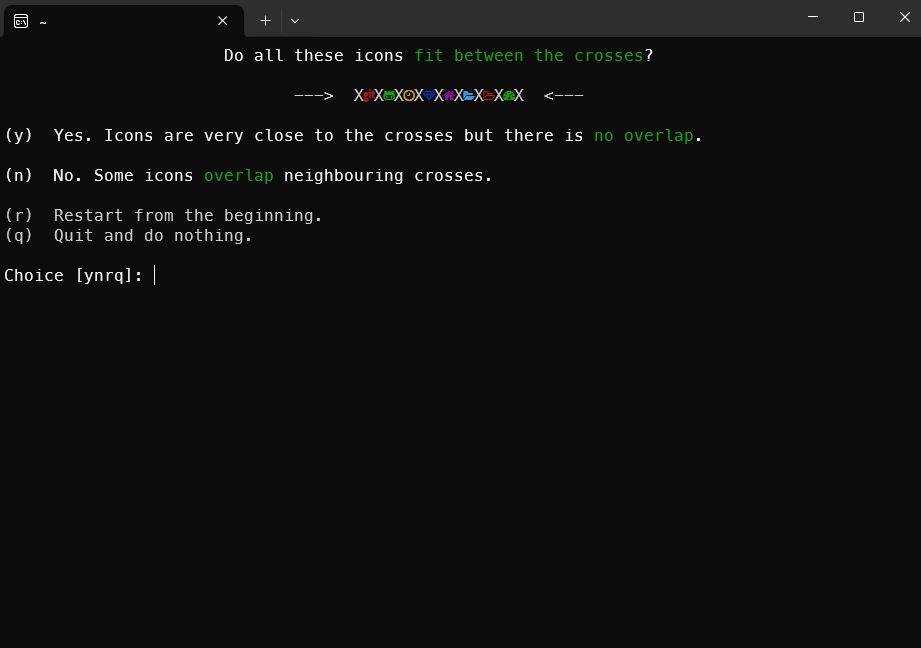 ~
Do all these icons fit between the crosses?
---> XgitXXXXXXXX <---
(y) Yes. Icons are very close to the crosses but there is no overlap.
(n) No. Some icons overlap neighbouring crosses.
(r) Restart from the beginning.
(q) Quit and do nothing.
Choice [ynrq]: